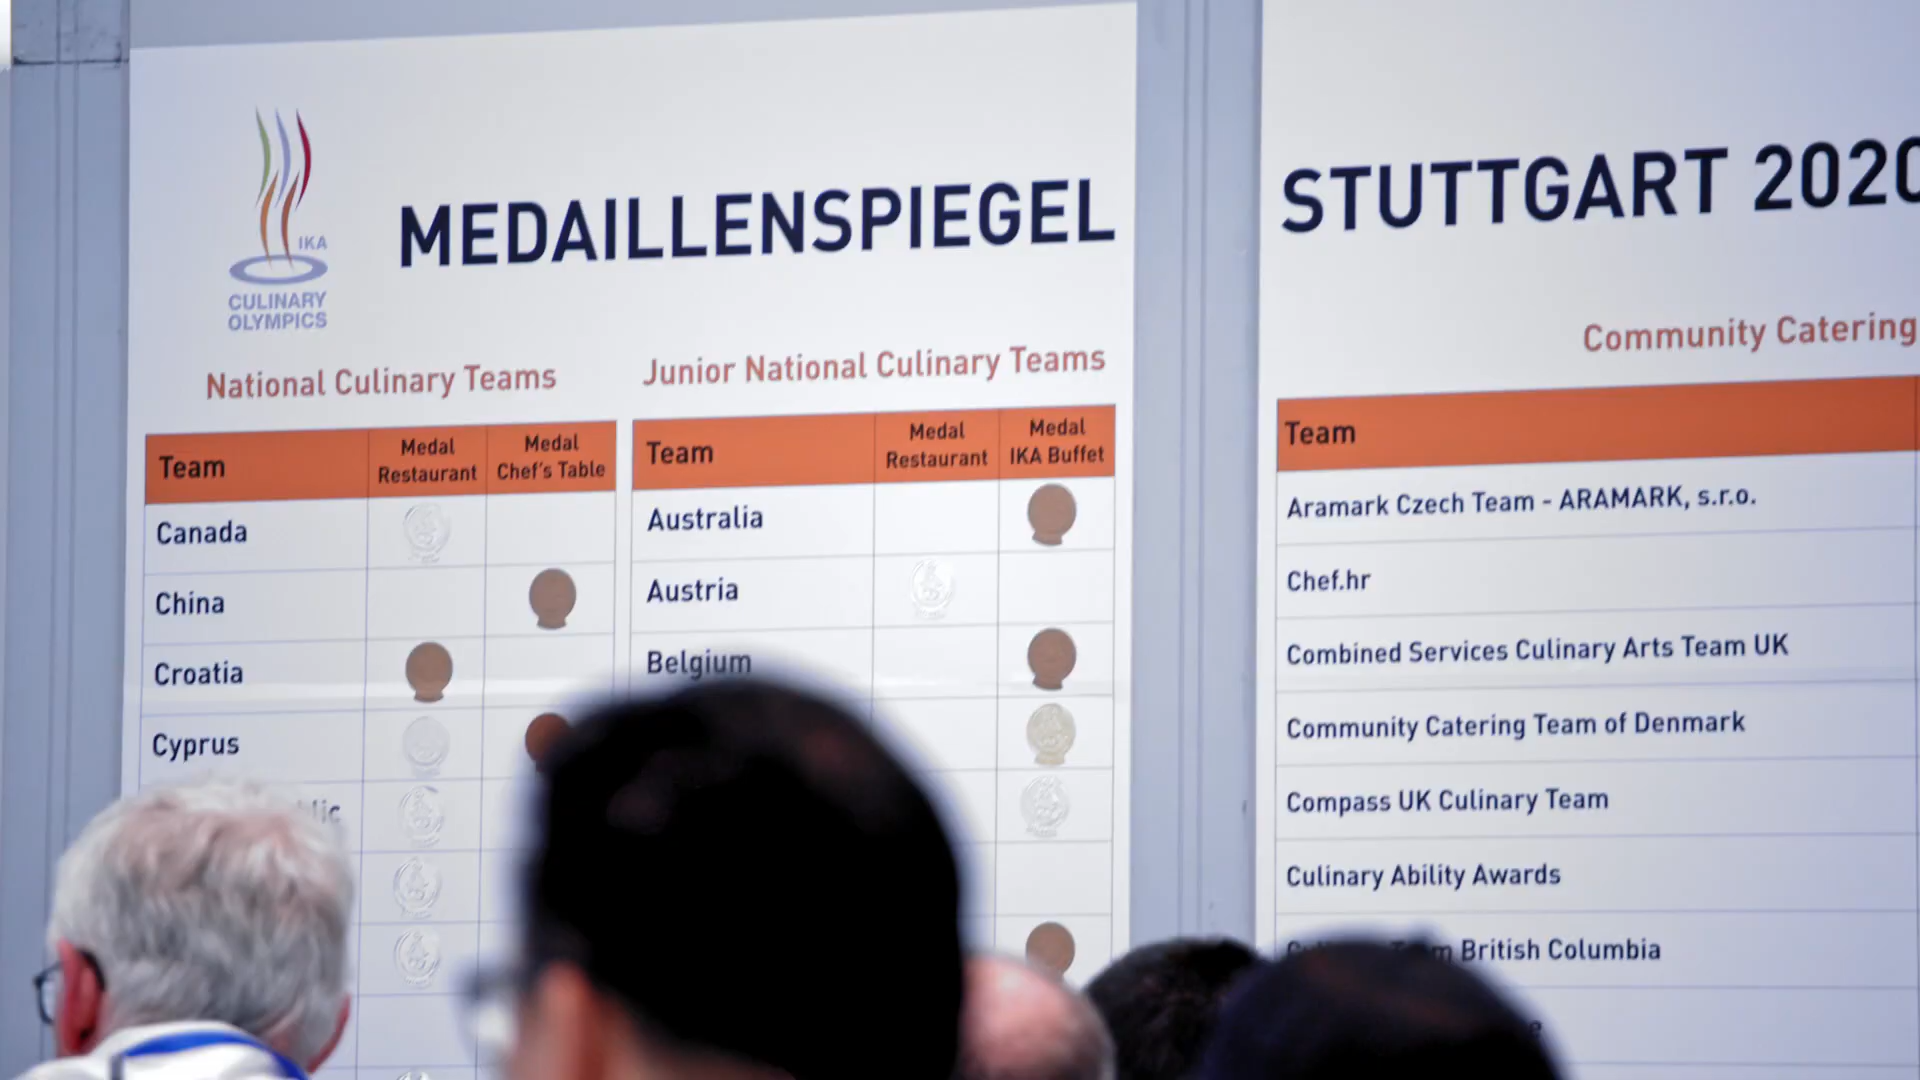 IKA
CULINARY
OLYMPICS
MEDAILLENSPIEGEL
National Culinary Teams
Team
Medal
Restaurant
Medal
Chef's Table
Canada
China
Croatia
Cyprus
Junior National Culinary Teams
Team
Medal
Restaurant
Medal
IKA Buffet
Australia
Austria
Belgium
STUTTGART 2020
Community Catering
Team
Aramark Czech Team - ARAMARK, s.r.o.
Chef.hr
Combined Services Culinary Arts Team UK
Community Catering Team of Denmark
Compass UK Culinary Team
Culinary Ability Awards
British Columbia